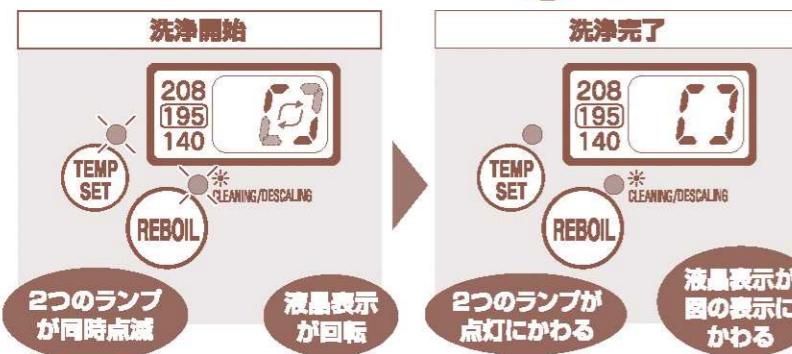 洗浄開始
208
195
140
TEMP
SET
REBOIL
CLEANING/DESCALING
2つのランプ
が同時点滅
液晶表示
が回転
洗浄完了
208
195
140
TEMP
SET
REBOIL
CLEANING/DESCALING
2つのランプが
点灯にかわる
液晶表示が
図の表示に
かわる